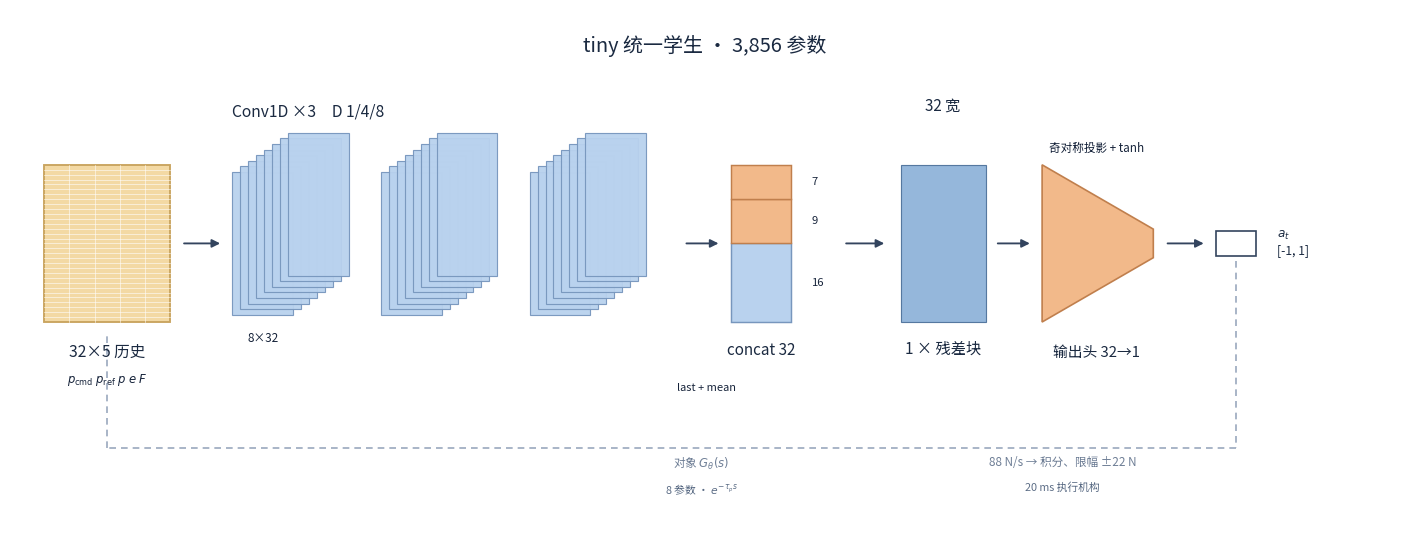 tiny 统一学生 · 3,856 参数
Conv1D ×3 D 1/4/8
32 宽
奇对称投影 + tanh
7
9
16
a_t
[-1, 1]
8×32
32×5 历史
p_cmd p_ref p e F
concat 32
last + mean
1 × 残差块
输出头 32→1
对象 G_θ(s)
8 参数 · e^{-τ_p s}
88 N/s → 积分、限幅 ±22 N
20 ms 执行机构